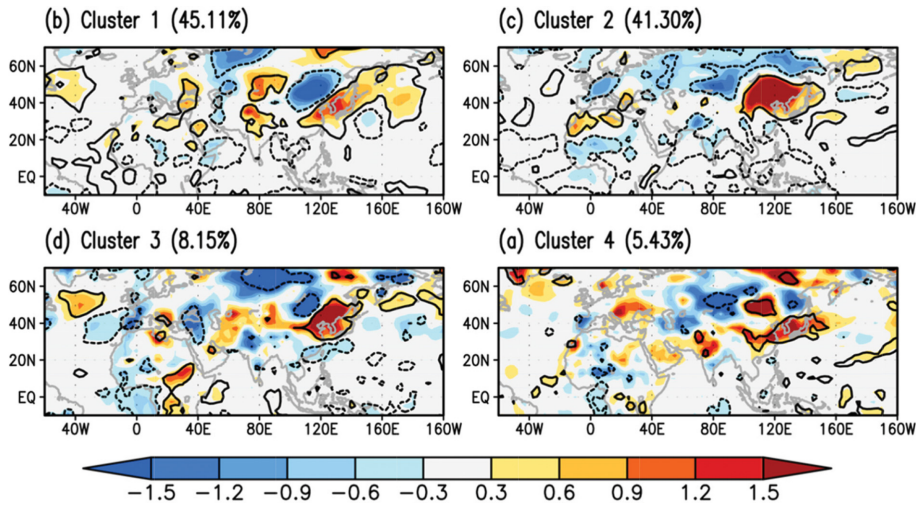 (b) Cluster 1 (45.11%)
(c) Cluster 2 (41.30%)
60N
40N
20N
EQ
40W 0 40E 80E 120E 160E 160W
60N
40N
20N
EQ
40W 0 40E 80E 120E 160E 160W
(d) Cluster 3 (8.15%)
(a) Cluster 4 (5.43%)
60N
40N
20N
EQ
40W 0 40E 80E 120E 160E 160W
60N
40N
20N
EQ
40W 0 40E 80E 120E 160E 160W
−1.5 −1.2 −0.9 −0.6 −0.3 0.3 0.6 0.9 1.2 1.5